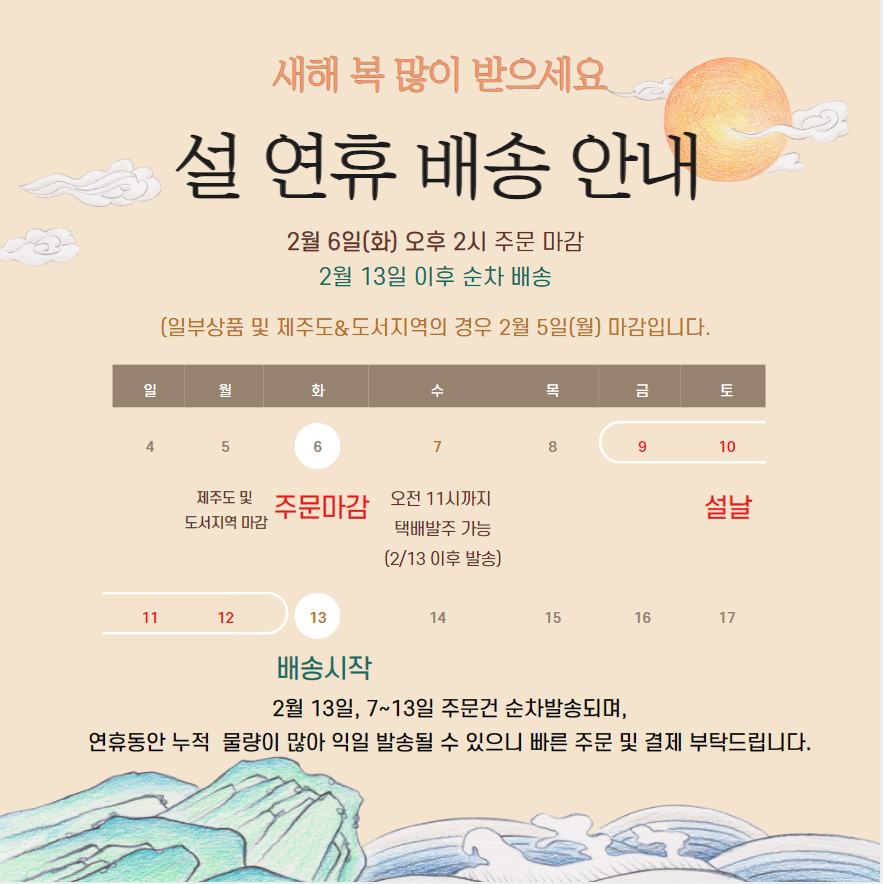 새해 복 많이 받으세요
설 연휴 배송 안내
2월 6일(화) 오후 2시 주문 마감
2월 13일 이후 순차 배송
(일부상품 및 제주도&도서지역의 경우 2월 5일(월) 마감입니다.
일 월 화 수 목 금 토
4 5 6 7 8 9 10
제주도 및
도서지역 마감
주문마감
오전 11시까지
택배발주 가능
(2/13 이후 발송)
설날
11 12 13 14 15 16 17
배송시작
2월 13일, 7~13일 주문건 순차발송되며,
연휴동안 누적 물량이 많아 익일 발송될 수 있으니 빠른 주문 및 결제 부탁드립니다.